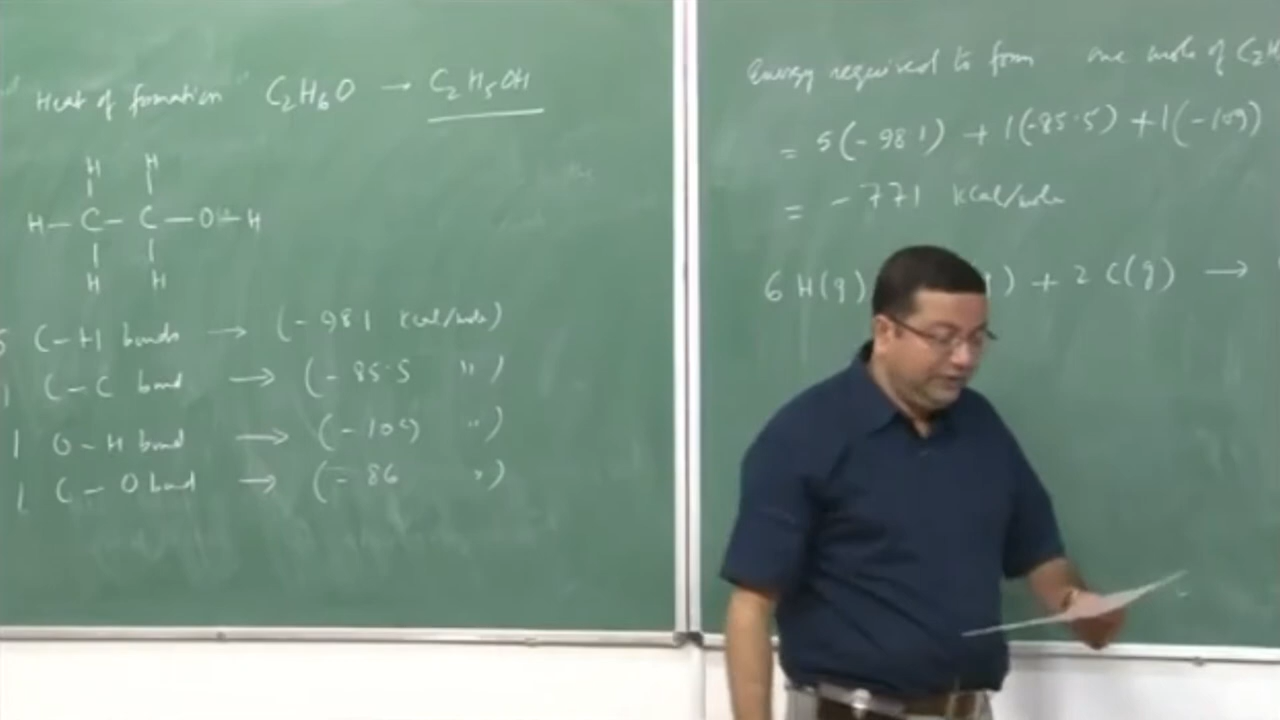 Heat of formation C₂H₆O → C₂H₅OH
H H
H – C – C – O – H
H H
5 C–H bonds → (– 98.1 kcal/mole)
1 C–C bond → (– 85.5 " )
1 O–H bond → (– 109 " )
1 C–O bond → (– 86 " )
Energy required to form one mole of C₂H
= 5(– 98.1) + 1(–85.5) + 1(–109)
= – 771 kcal/mole
6 H(g) ) + 2 C(g) →